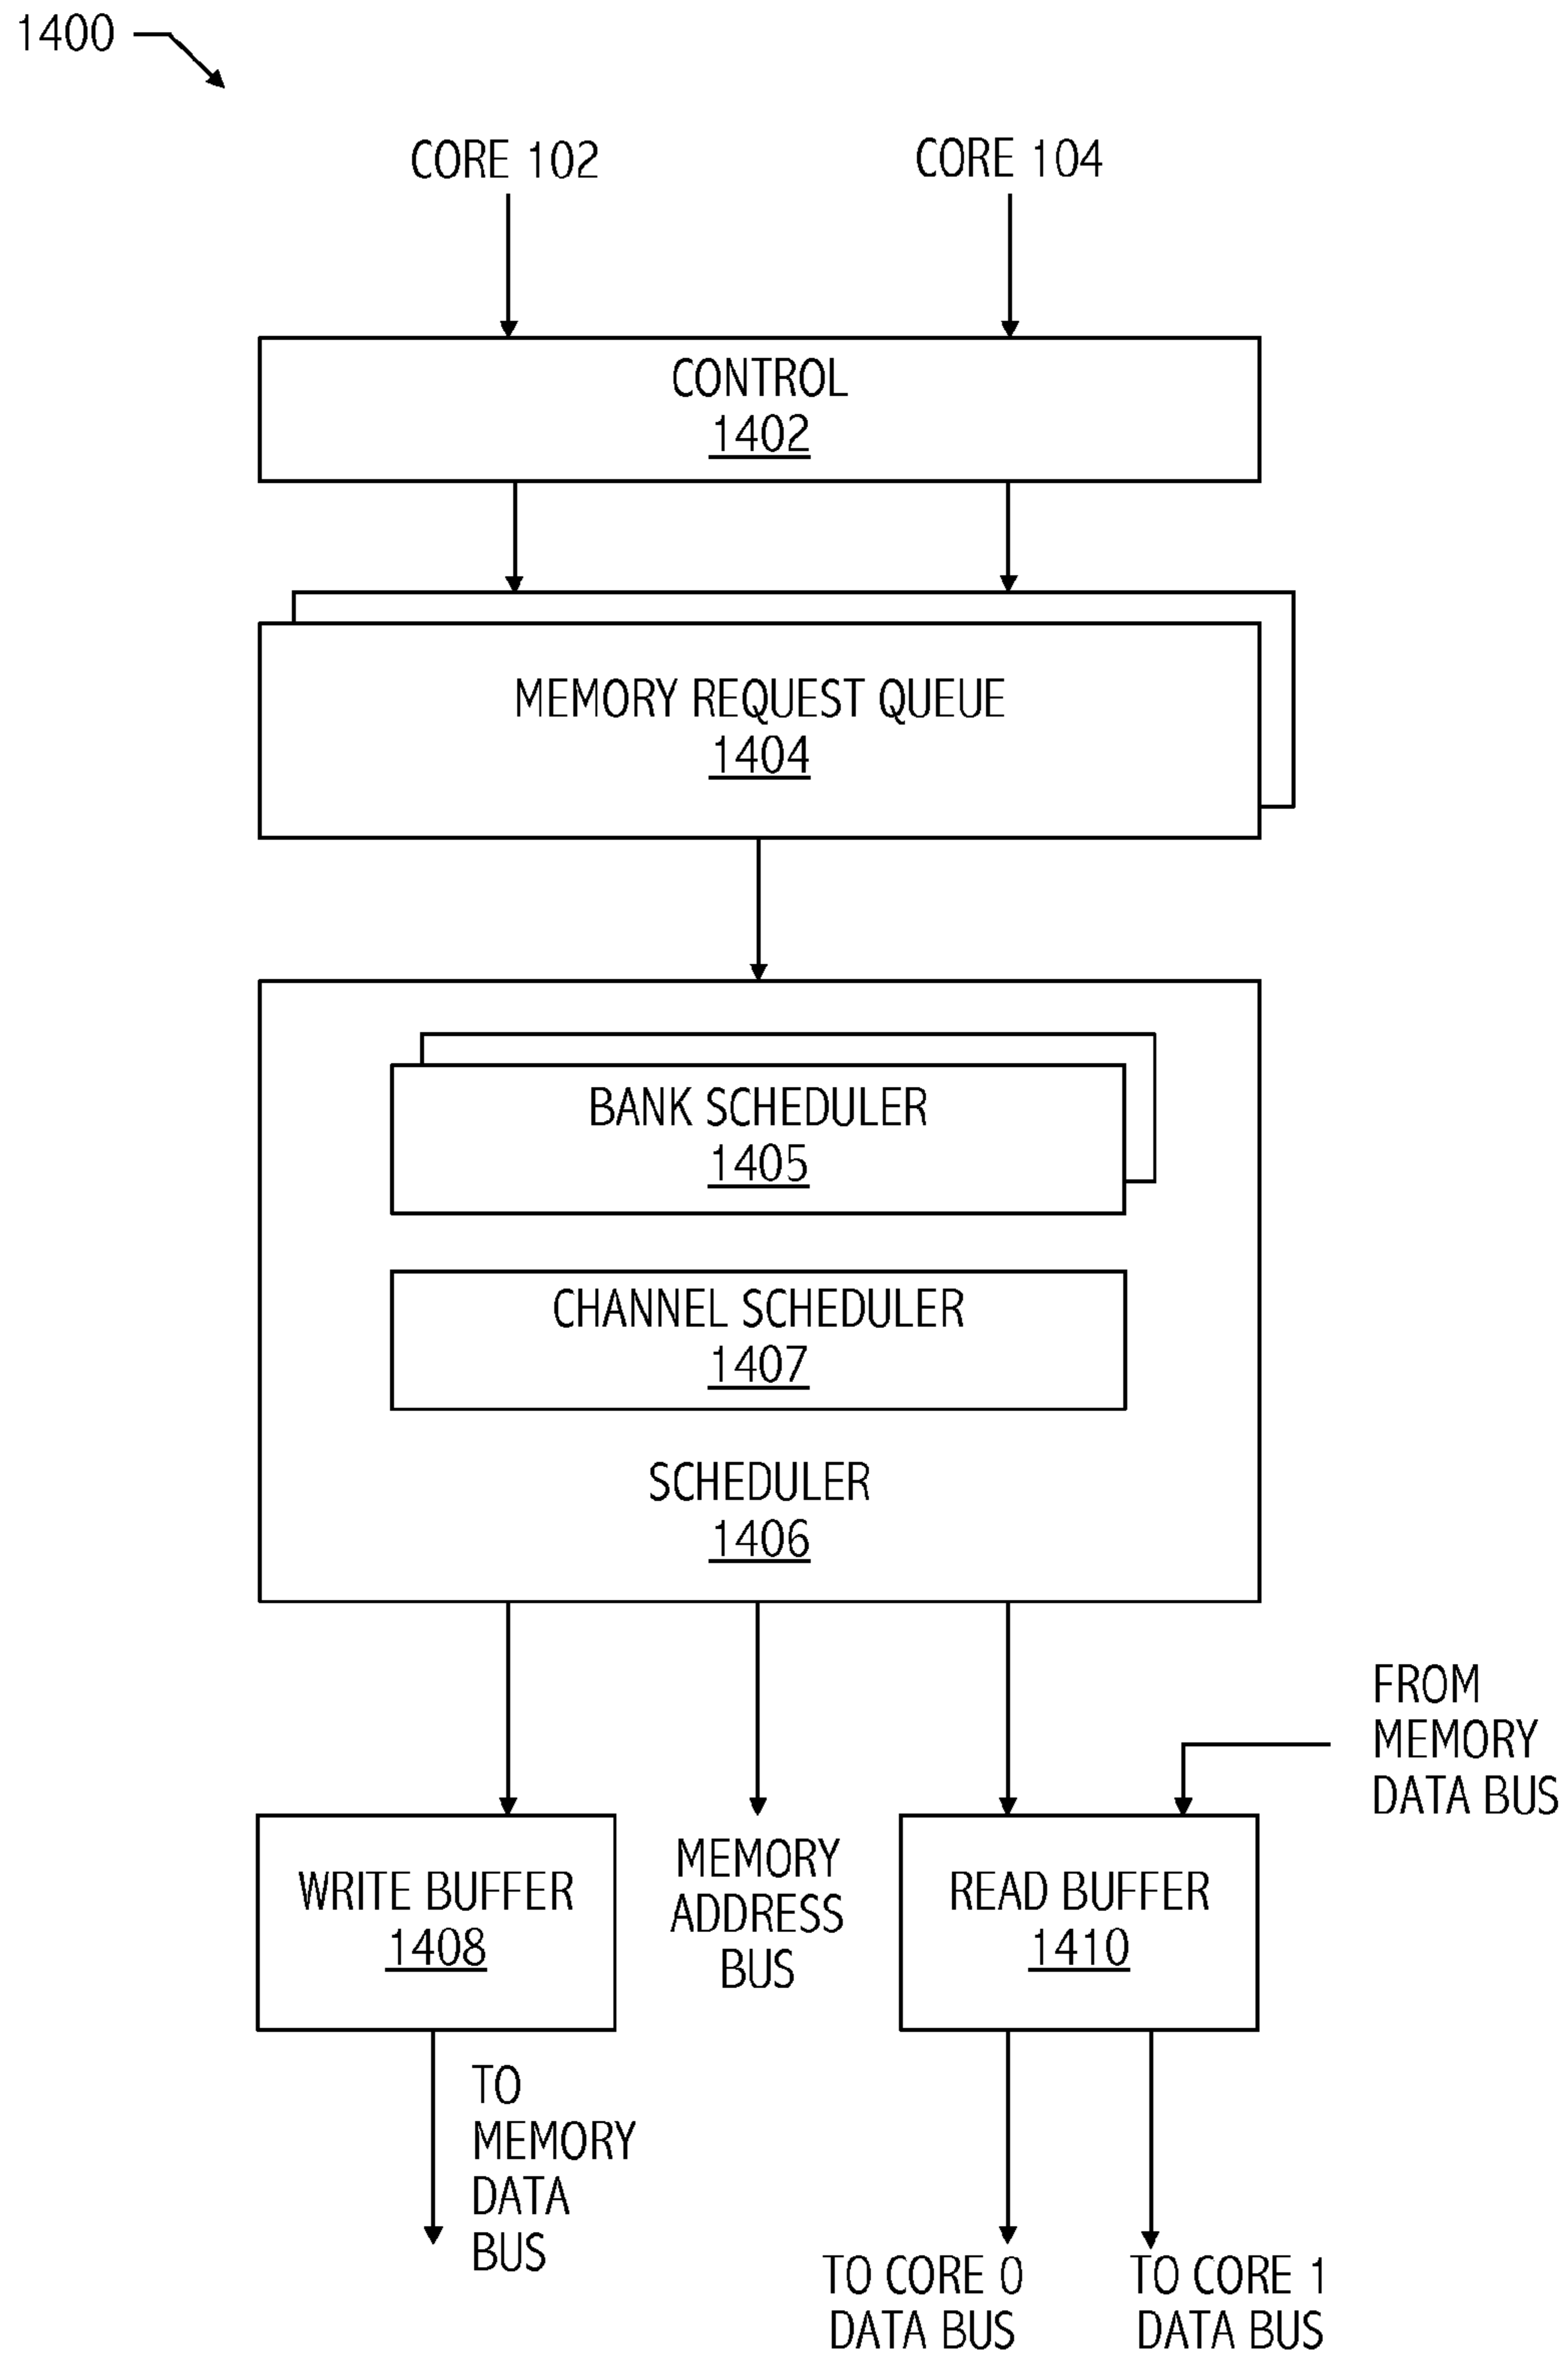 1400
CORE 102
CORE 104
CONTROL
1402
MEMORY REQUEST QUEUE
1404
BANK SCHEDULER
1405
CHANNEL SCHEDULER
1407
SCHEDULER
1406
FROM
MEMORY
DATA BUS
WRITE BUFFER
1408
MEMORY
ADDRESS
BUS
READ BUFFER
1410
TO
MEMORY
DATA
BUS
TO CORE 0
DATA BUS
TO CORE 1
DATA BUS